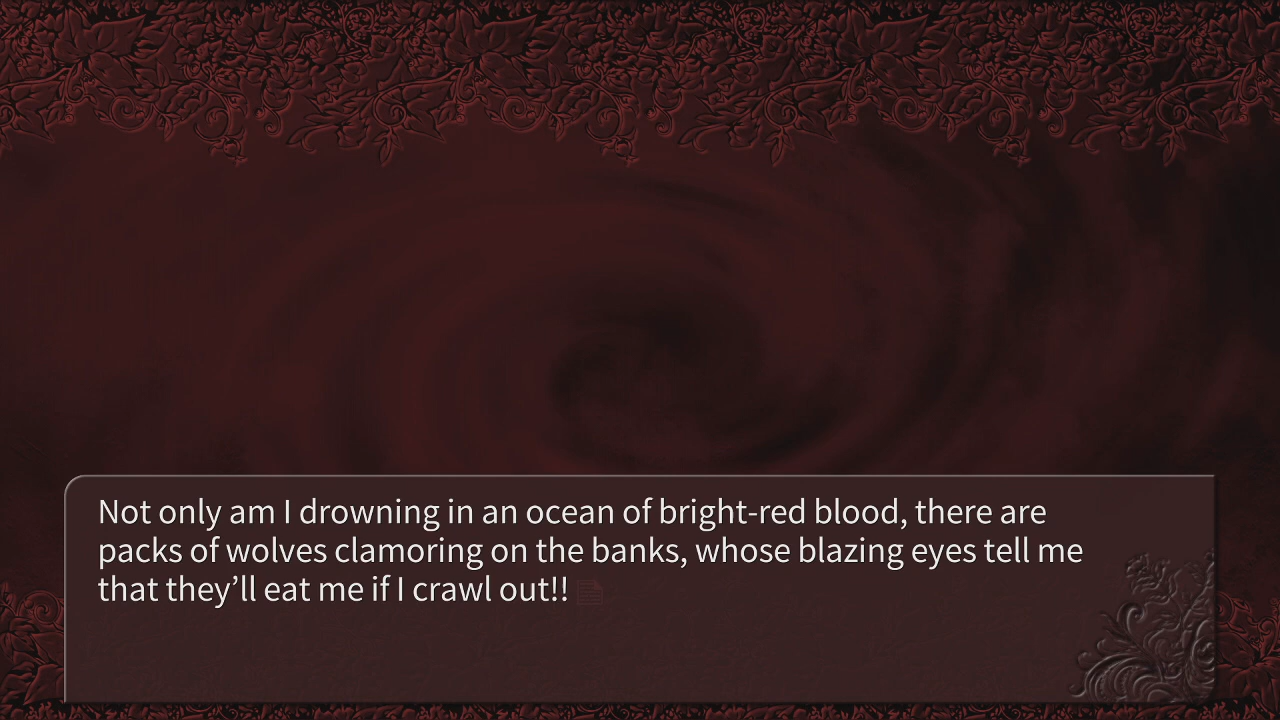 Not only am I drowning in an ocean of bright-red blood, there are
packs of wolves clamoring on the banks, whose blazing eyes tell me
that they’ll eat me if I crawl out!!